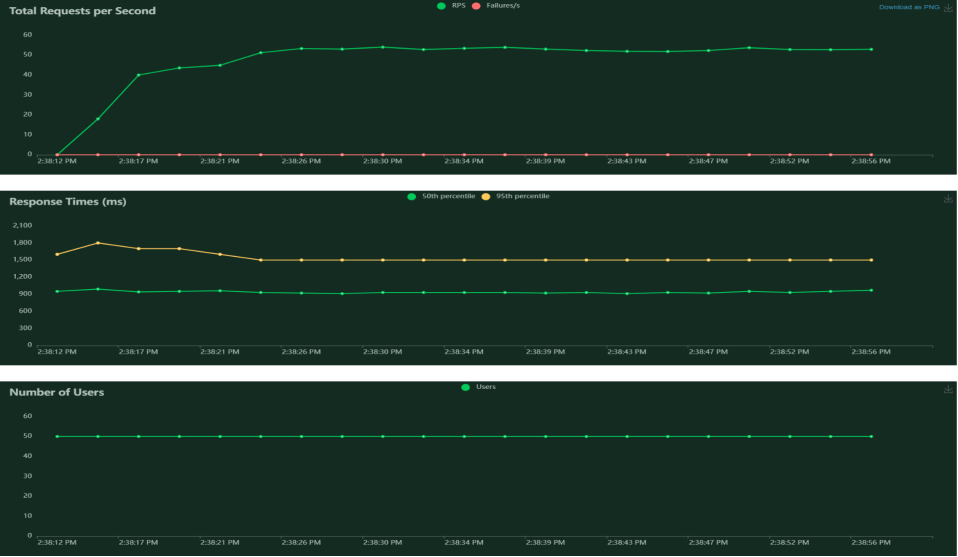 Total Requests per Second
RPS Failures/s
Download as PNG
60
50
40
30
20
10
0
2:38:12 PM 2:38:17 PM 2:38:21 PM 2:38:26 PM 2:38:30 PM 2:38:34 PM 2:38:39 PM 2:38:43 PM 2:38:47 PM 2:38:52 PM 2:38:56 PM
Response Times (ms)
50th percentile 95th percentile
2,100
1,800
1,500
1,200
900
600
300
0
2:38:12 PM 2:38:17 PM 2:38:21 PM 2:38:26 PM 2:38:30 PM 2:38:34 PM 2:38:39 PM 2:38:43 PM 2:38:47 PM 2:38:52 PM 2:38:56 PM
Number of Users
Users
60
50
40
30
20
10
0
2:38:12 PM 2:38:17 PM 2:38:21 PM 2:38:26 PM 2:38:30 PM 2:38:34 PM 2:38:39 PM 2:38:43 PM 2:38:47 PM 2:38:52 PM 2:38:56 PM